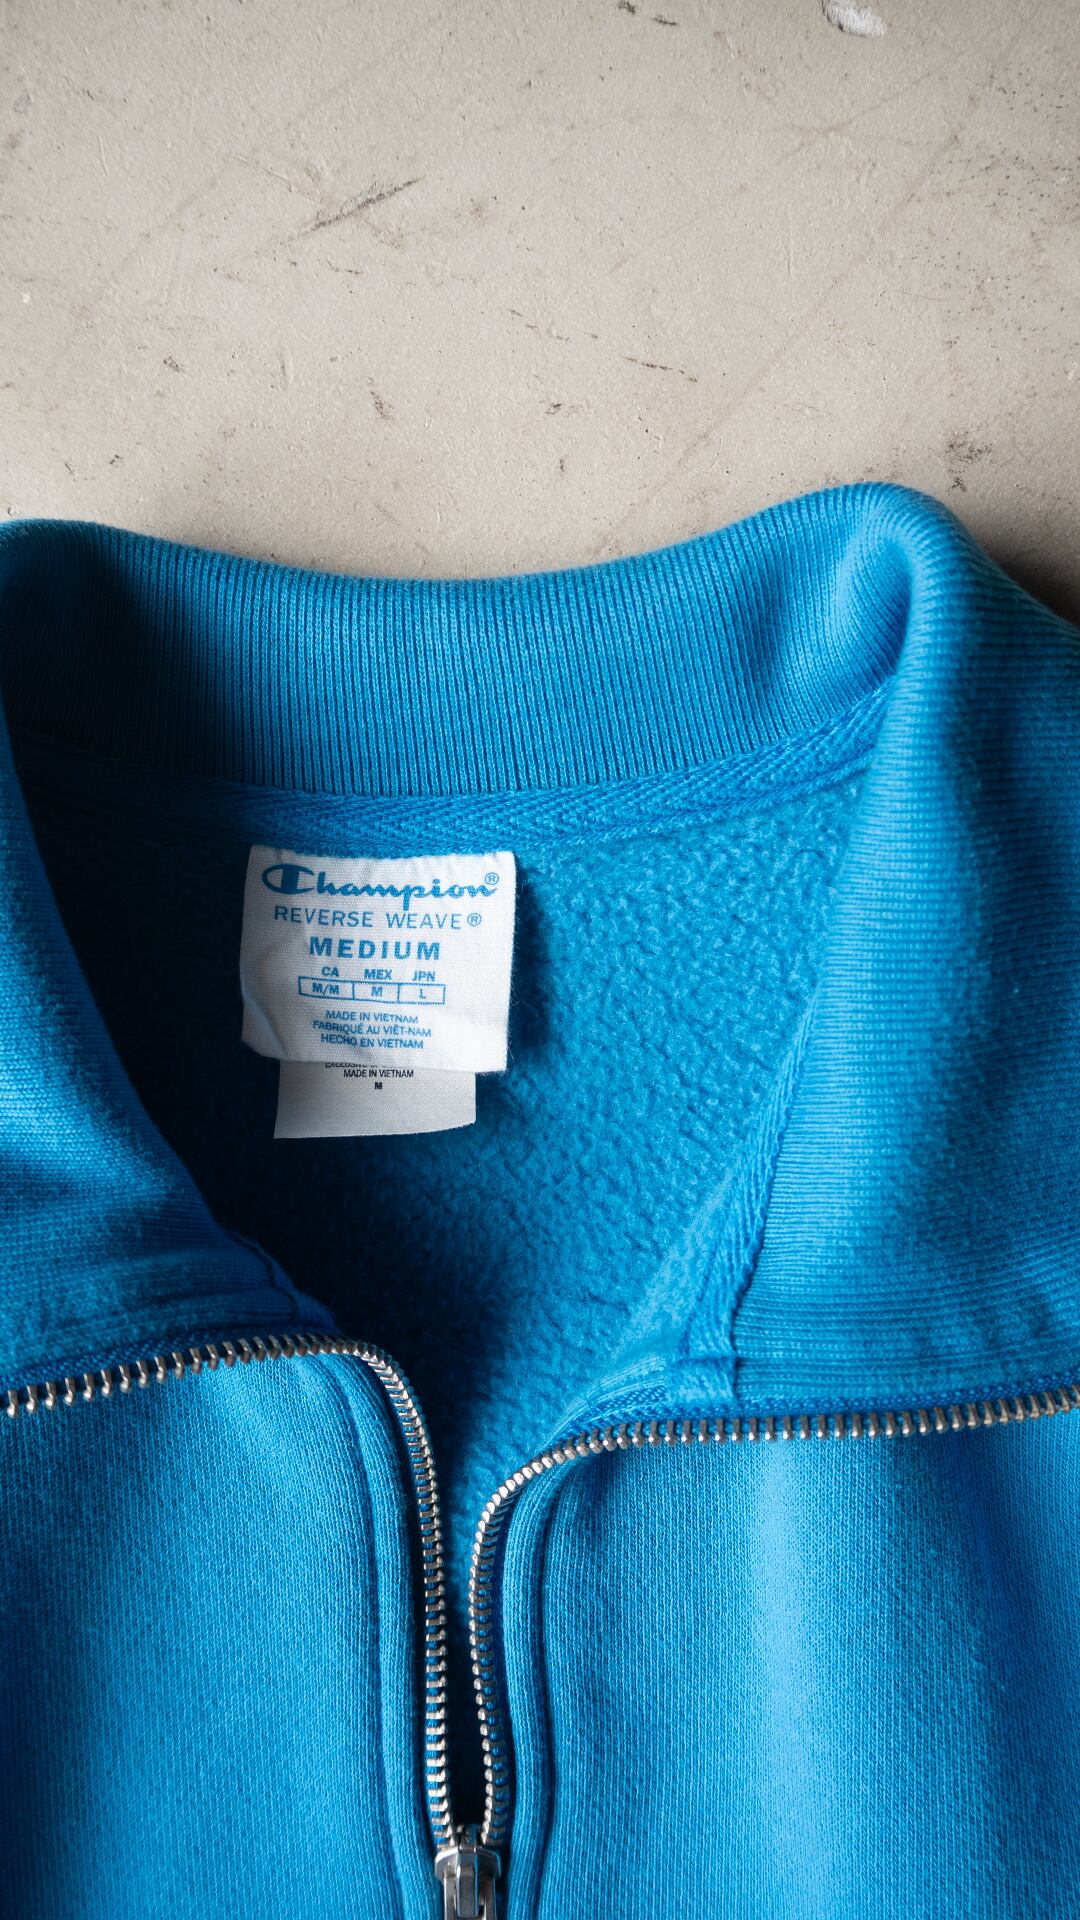 Champion®
REVERSE WEAVE®
MEDIUM
CA MEX JPN
M/M M L
MADE IN VIETNAM
FABRIQUÉ AU VIÊT-NAM
HECHO EN VIETNAM
MADE IN VIETNAM
M